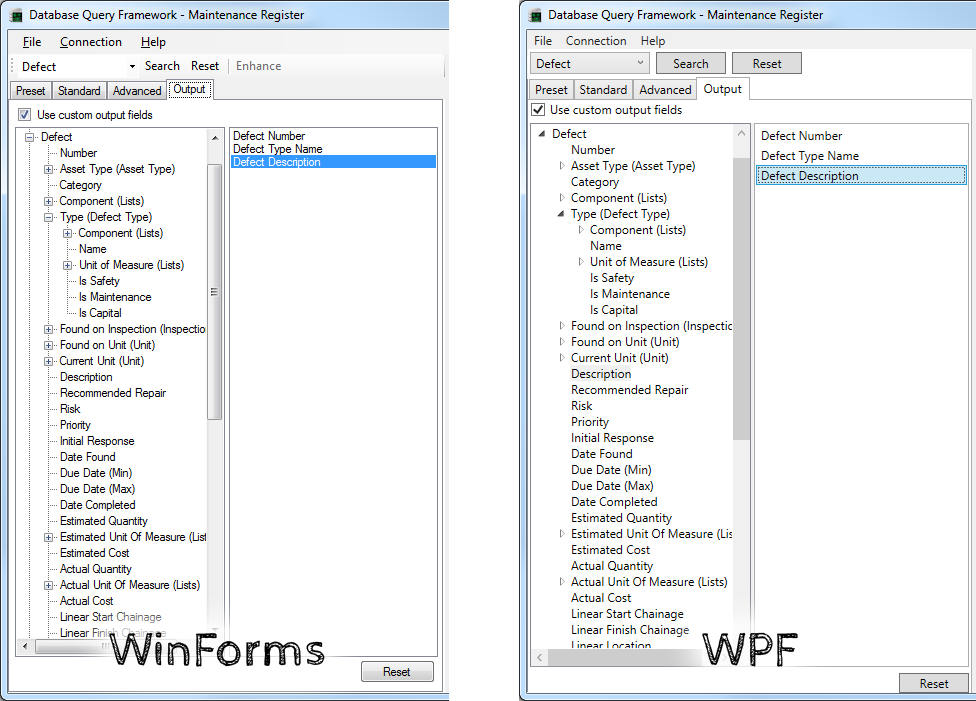 Database Query Framework - Maintenance Register
File Connection Help
Defect Search Reset Enhance
Preset Standard Advanced Output
Use custom output fields
Defect
Number
Asset Type (Asset Type)
Category
Component (Lists)
Type (Defect Type)
Component (Lists)
Name
Unit of Measure (Lists)
Is Safety
Is Maintenance
Is Capital
Found on Inspection (Inspectio
Found on Unit (Unit)
Current Unit (Unit)
Description
Recommended Repair
Risk
Priority
Initial Response
Date Found
Due Date (Min)
Due Date (Max)
Date Completed
Estimated Quantity
Estimated Unit Of Measure (List
Estimated Cost
Actual Quantity
Actual Unit Of Measure (Lists)
Actual Cost
Linear Start Chainage
Linear Finish Chainage
Defect Number
Defect Type Name
Defect Description
WinForms
Reset
Database Query Framework - Maintenance Register
File Connection Help
Defect Search Reset
Preset Standard Advanced Output
Use custom output fields
Defect
Number
Asset Type (Asset Type)
Category
Component (Lists)
Type (Defect Type)
Component (Lists)
Name
Unit of Measure (Lists)
Is Safety
Is Maintenance
Is Capital
Found on Inspection (Inspectic
Found on Unit (Unit)
Current Unit (Unit)
Description
Recommended Repair
Risk
Priority
Initial Response
Date Found
Due Date (Min)
Due Date (Max)
Date Completed
Estimated Quantity
Estimated Unit Of Measure (Lis
Estimated Cost
Actual Quantity
Actual Unit Of Measure (Lists)
Actual Cost
Linear Start Chainage
Linear Finish Chainage
Linear Location
Defect Number
Defect Type Name
Defect Description
WPF
Reset